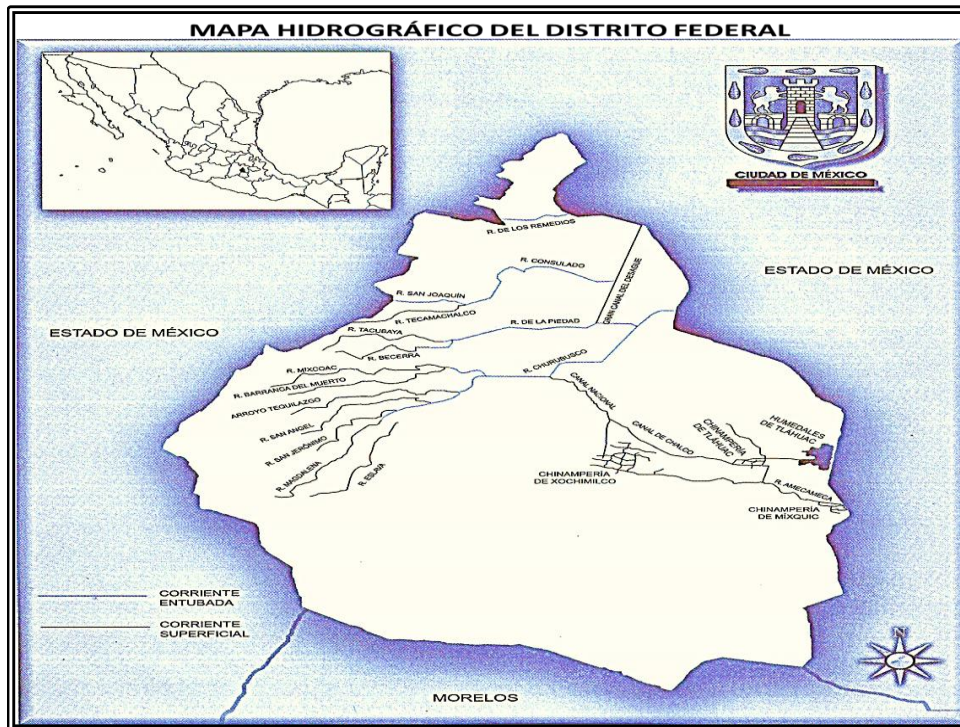 MAPA HIDROGRÁFICO DEL DISTRITO FEDERAL
CIUDAD DE MÉXICO
R. DE LOS REMEDIOS
R. CONSULADO
ESTADO DE MÉXICO
GRAN CANAL DEL DESAGUE
R. SAN JOAQUÍN
R. TECAMACHALCO
R. DE LA PIEDAD
ESTADO DE MÉXICO
R. TACUBAYA
R. BECERRA
R. CHURUBUSCO
R. MIXCOAC
R. BARRANCA DEL MUERTO
ARROYO TEQUILAZGO
CANAL NACIONAL
R. SAN ANGEL
R. SAN JERÓNIMO
CANAL DE CHALCO
CHINAMPERÍA
DE TLÁHUAC
HUMEDALES
DE TLÁHUAC
R. MAGDALENA
R. ESLAVA
CHINAMPERÍA
DE XOCHIMILCO
R. AMECAMECA
CHINAMPERÍA
DE MÍXQUIC
CORRIENTE
ENTUBADA
CORRIENTE
SUPERFICIAL
N
MORELOS